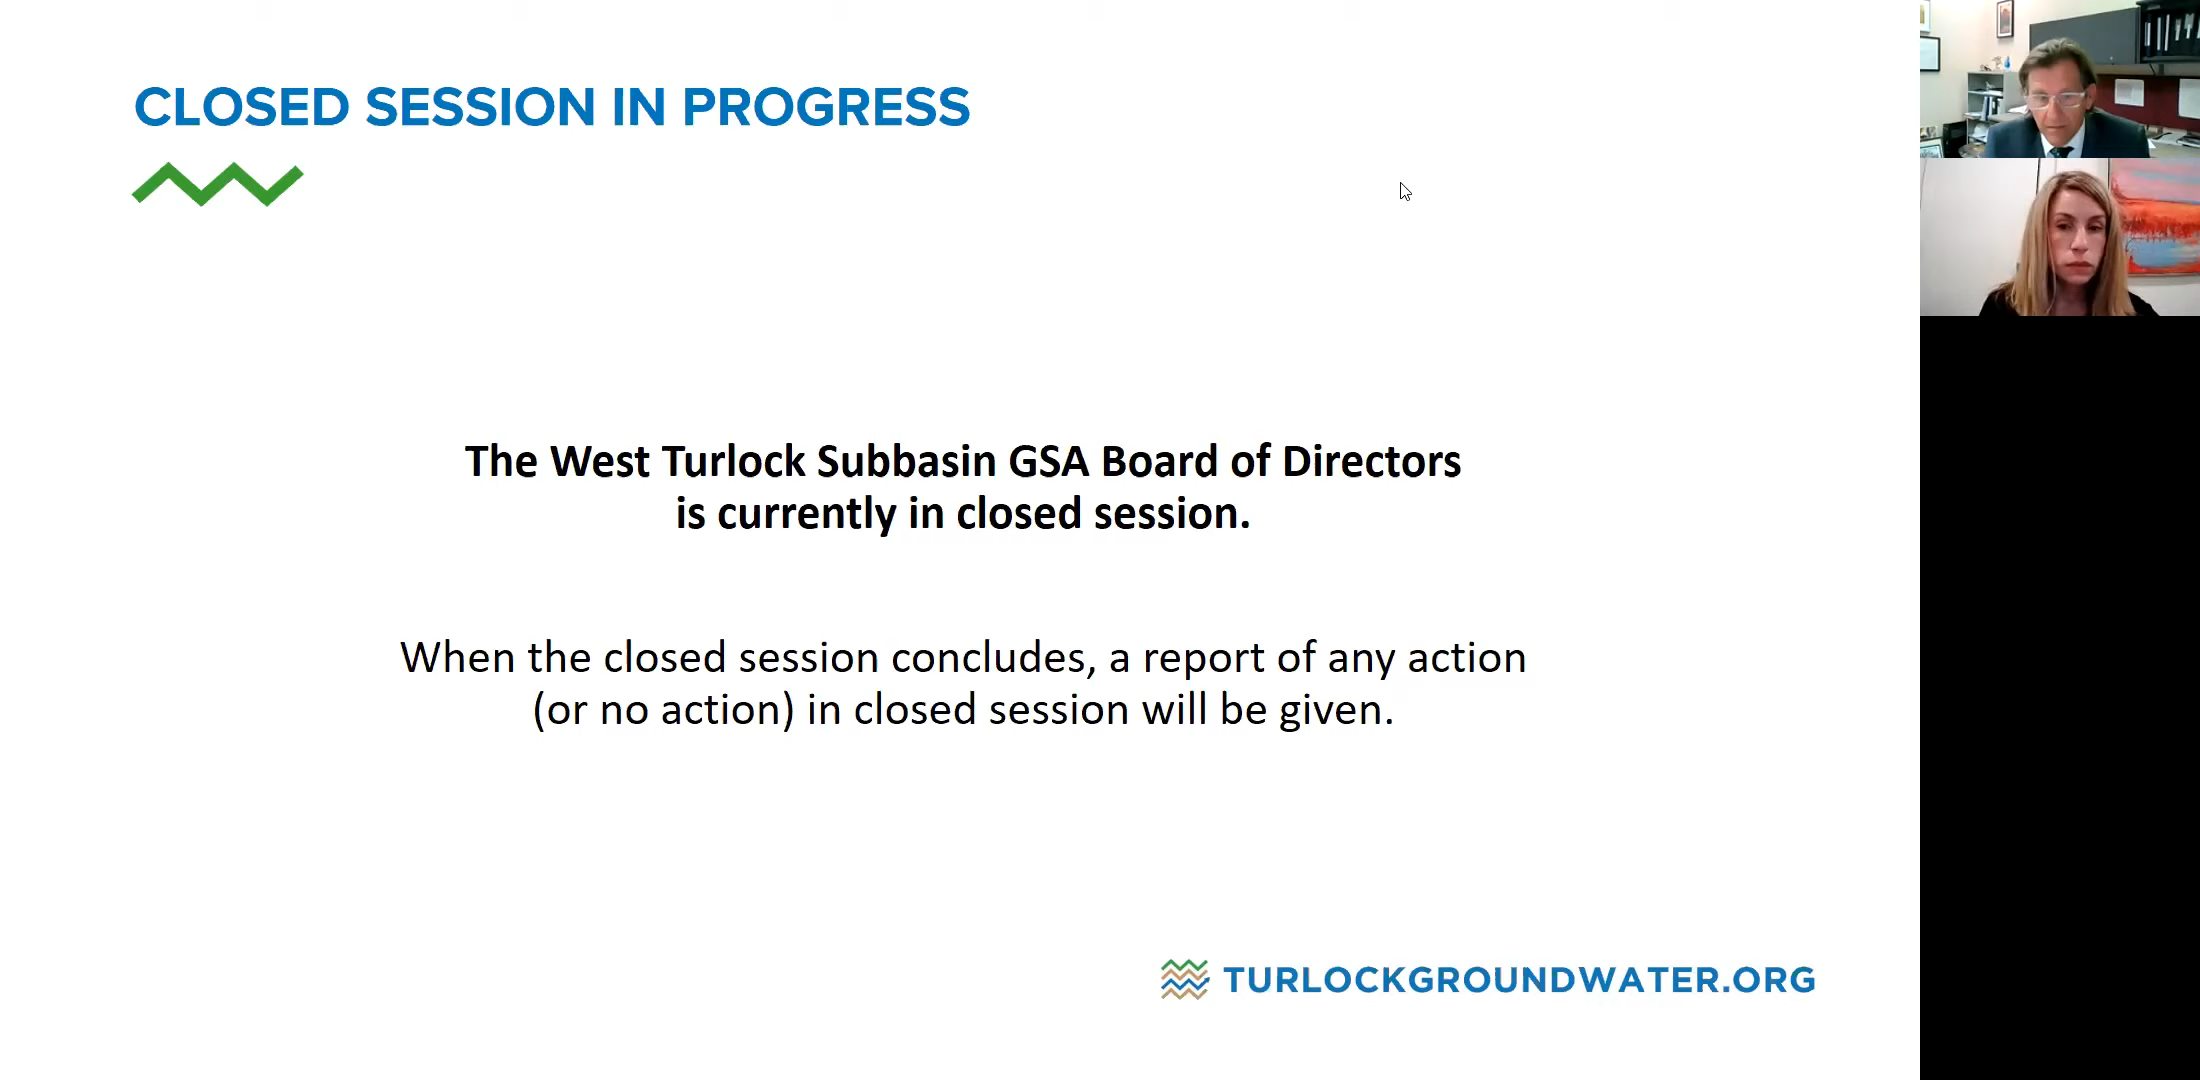 CLOSED SESSION IN PROGRESS
The West Turlock Subbasin GSA Board of Directors
is currently in closed session.
When the closed session concludes, a report of any action
(or no action) in closed session will be given.
TURLOCKGROUNDWATER.ORG